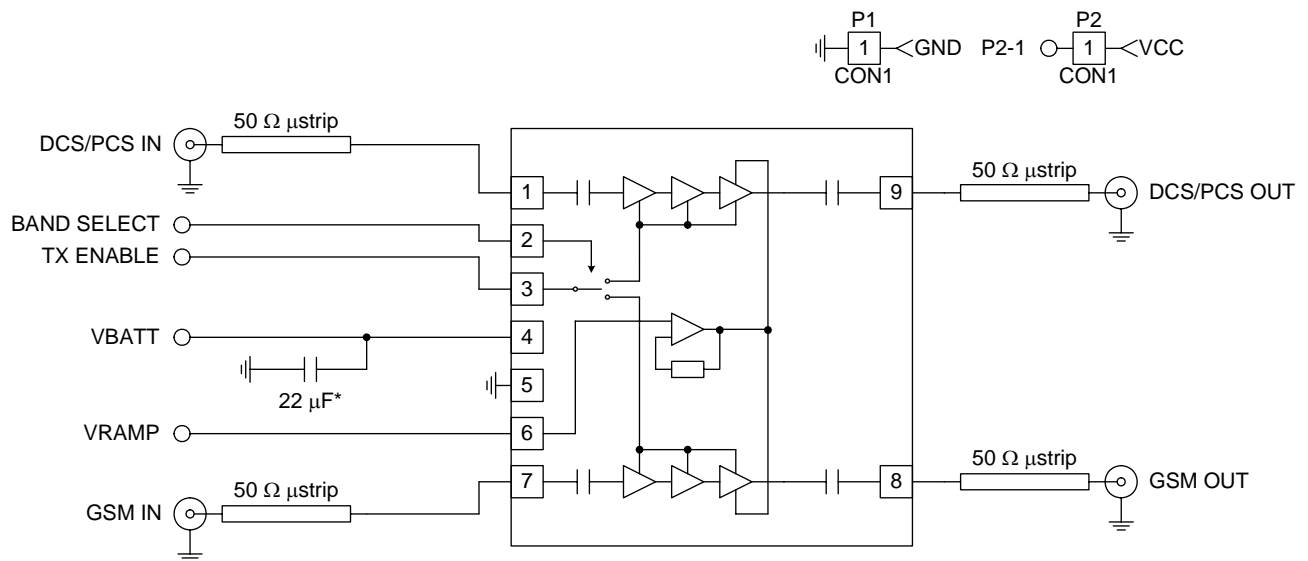 P1
1
GND
CON1
P2-1
P2
1
VCC
CON1
50 Ω μstrip
DCS/PCS IN
BAND SELECT
TX ENABLE
VBATT
22 μF*
VRAMP
50 Ω μstrip
GSM IN
1
2
3
4
5
6
7
9
8
50 Ω μstrip
DCS/PCS OUT
50 Ω μstrip
GSM OUT